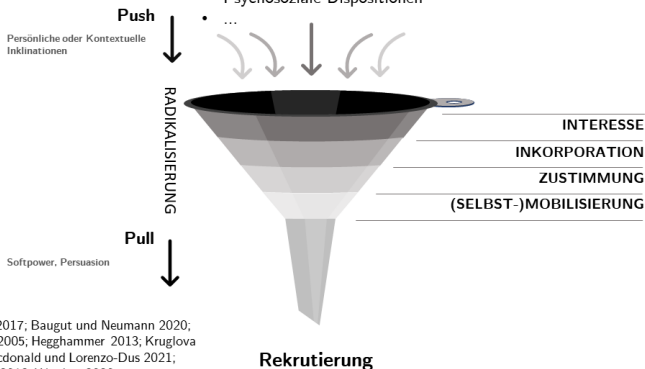 Psychosoziale Dispositionen
Push
• ...
Persönliche oder Kontextuelle
Inklinationen
RADIKALISIERUNG
INTERESSE
INKORPORATION
ZUSTIMMUNG
(SELBST-)MOBILISIERUNG
Pull
Softpower, Persuasion
2017; Baugut und Neumann 2020;
2005; Hegghammer 2013; Kruglova
cdonald und Lorenzo-Dus 2021;
Rekrutierung